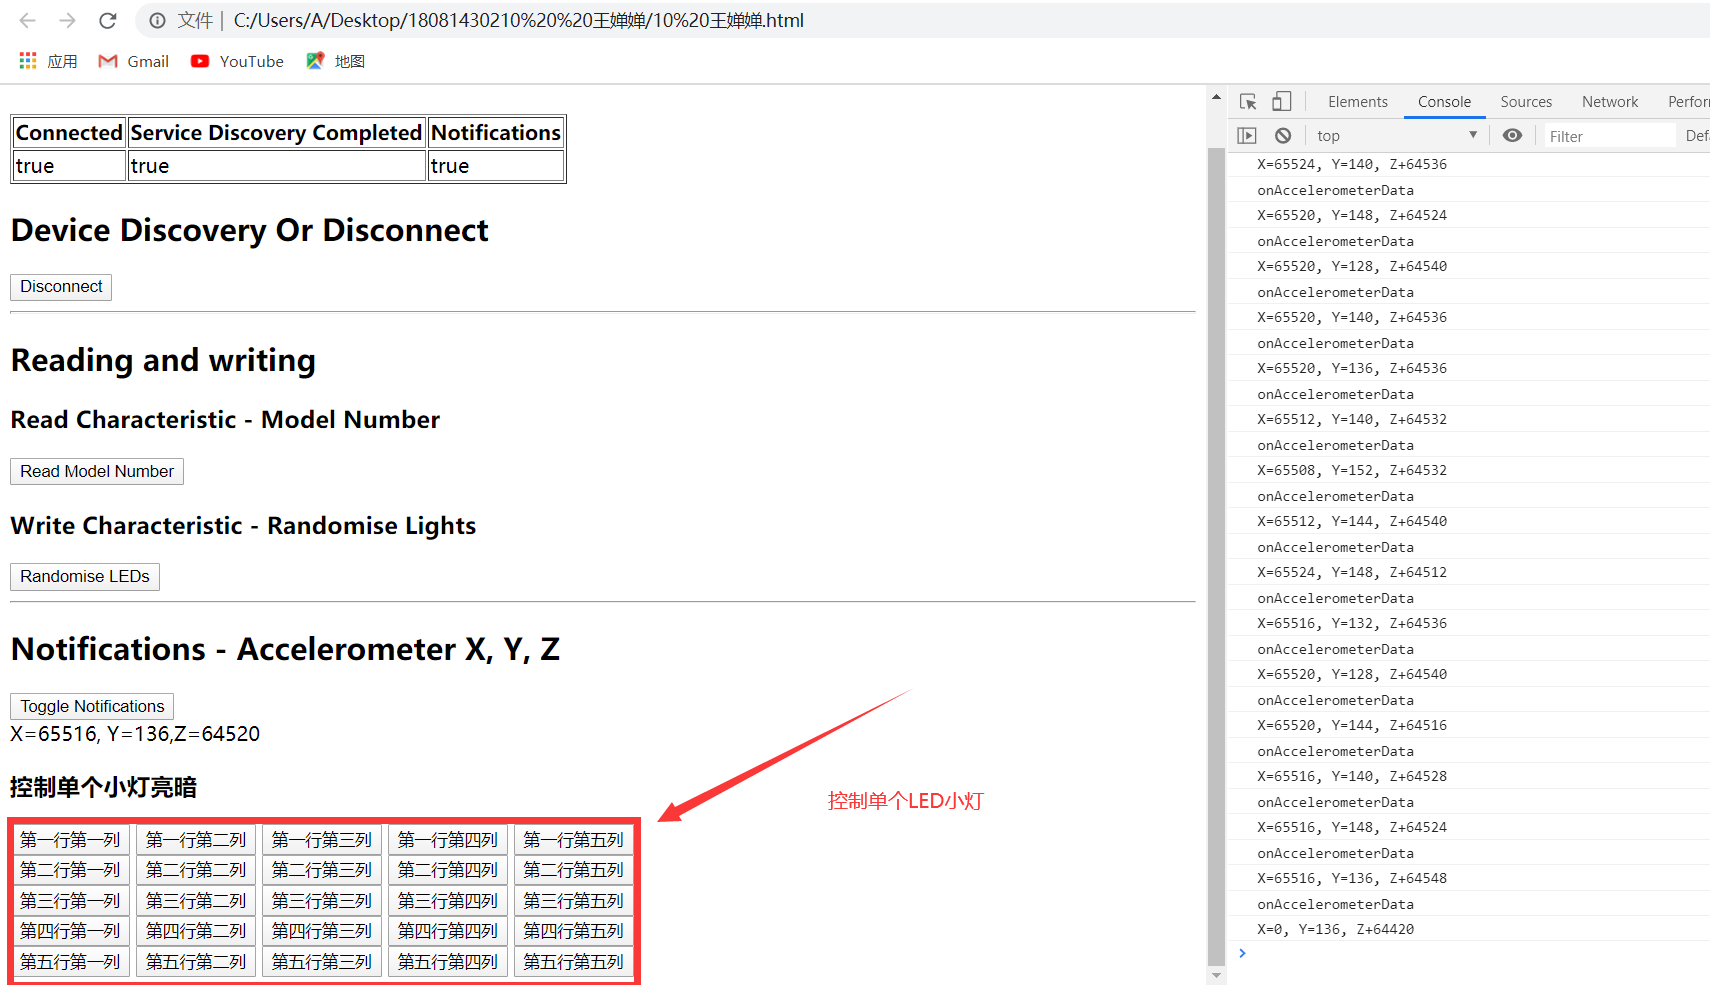 文件 | C:/Users/A/Desktop/18081430210%20%20王婵婵/10%20王婵婵.html
应用 Gmail YouTube 地图
Connected Service Discovery Completed Notifications
true true true
Device Discovery Or Disconnect
Disconnect
Reading and writing
Read Characteristic - Model Number
Read Model Number
Write Characteristic - Randomise Lights
Randomise LEDs
Notifications - Accelerometer X, Y, Z
Toggle Notifications
X=65516, Y=136,Z=64520
控制单个小灯亮暗
控制单个LED小灯
第一行第一列 第一行第二列 第一行第三列 第一行第四列 第一行第五列
第二行第一列 第二行第二列 第二行第三列 第二行第四列 第二行第五列
第三行第一列 第三行第二列 第三行第三列 第三行第四列 第三行第五列
第四行第一列 第四行第二列 第四行第三列 第四行第四列 第四行第五列
第五行第一列 第五行第二列 第五行第三列 第五行第四列 第五行第五列
Elements Console Sources Network Perfor
top Filter Defa
X=65524, Y=140, Z+64536
onAccelerometerData
X=65520, Y=148, Z+64524
onAccelerometerData
X=65520, Y=128, Z+64540
onAccelerometerData
X=65520, Y=140, Z+64536
onAccelerometerData
X=65520, Y=136, Z+64536
onAccelerometerData
X=65512, Y=140, Z+64532
onAccelerometerData
X=65508, Y=152, Z+64532
onAccelerometerData
X=65512, Y=144, Z+64540
onAccelerometerData
X=65524, Y=148, Z+64512
onAccelerometerData
X=65516, Y=132, Z+64536
onAccelerometerData
X=65520, Y=128, Z+64540
onAccelerometerData
X=65520, Y=144, Z+64516
onAccelerometerData
X=65516, Y=140, Z+64528
onAccelerometerData
X=65516, Y=148, Z+64524
onAccelerometerData
X=65516, Y=136, Z+64548
onAccelerometerData
X=0, Y=136, Z+64420